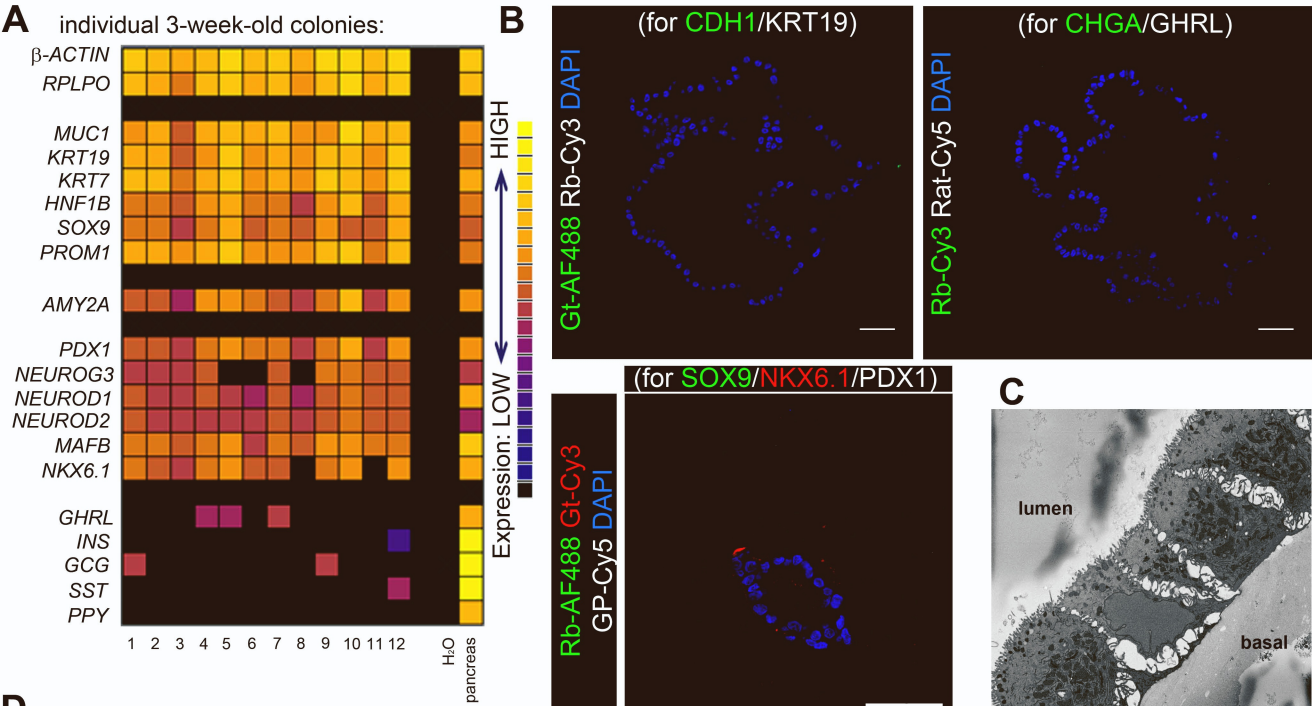 A
individual 3-week-old colonies:
β-ACTIN
RPLPO
MUC1
KRT19
KRT7
HNF1B
SOX9
PROM1
AMY2A
PDX1
NEUROG3
NEUROD1
NEUROD2
MAFB
NKX6.1
GHRL
INS
GCG
SST
PPY
1 2 3 4 5 6 7 8 9 10 11 12 H₂O pancreas
Expression: LOW HIGH
B
(for CDH1/KRT19)
Gt-AF488 Rb-Cy3 DAPI
(for CHGA/GHRL)
Rb-Cy3 Rat-Cy5 DAPI
(for SOX9/NKX6.1/PDX1)
Rb-AF488 Gt-Cy3
GP-Cy5 DAPI
C
lumen
basal
D